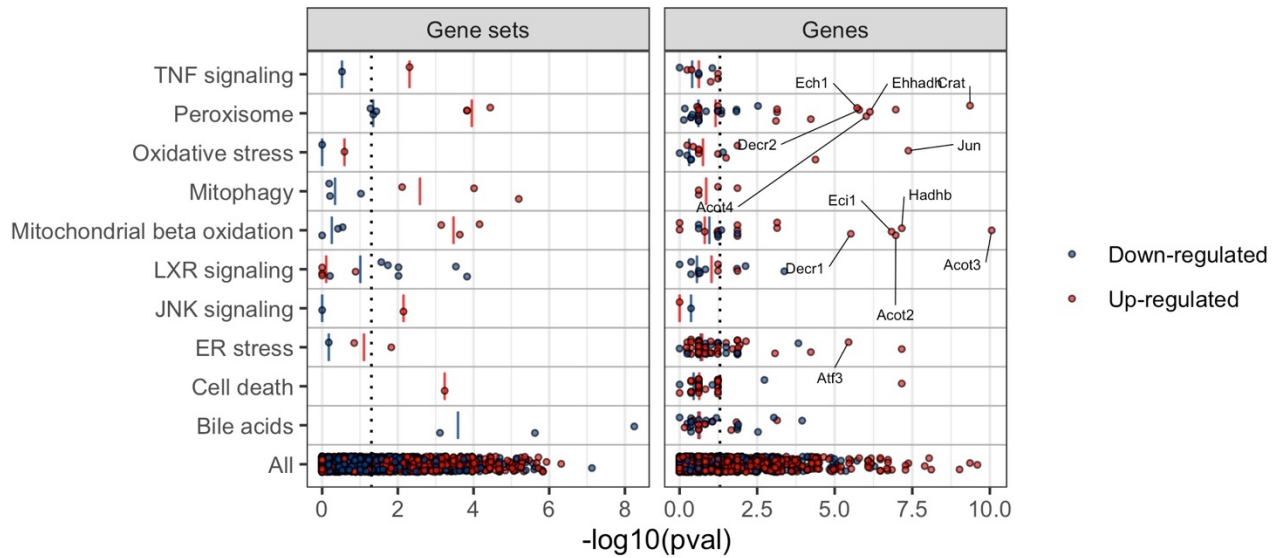 Gene sets
Genes
TNF signaling
Peroxisome
Oxidative stress
Mitophagy
Mitochondrial beta oxidation
LXR signaling
JNK signaling
ER stress
Cell death
Bile acids
All
Ech1
Ehhadh
Crat
Decr2
Jun
Acot4
Eci1
Hadhb
Decr1
Acot3
Acot2
Atf3
Down-regulated
Up-regulated
0 2 4 6 8
0.0 2.5 5.0 7.5 10.0
-log10(pval)